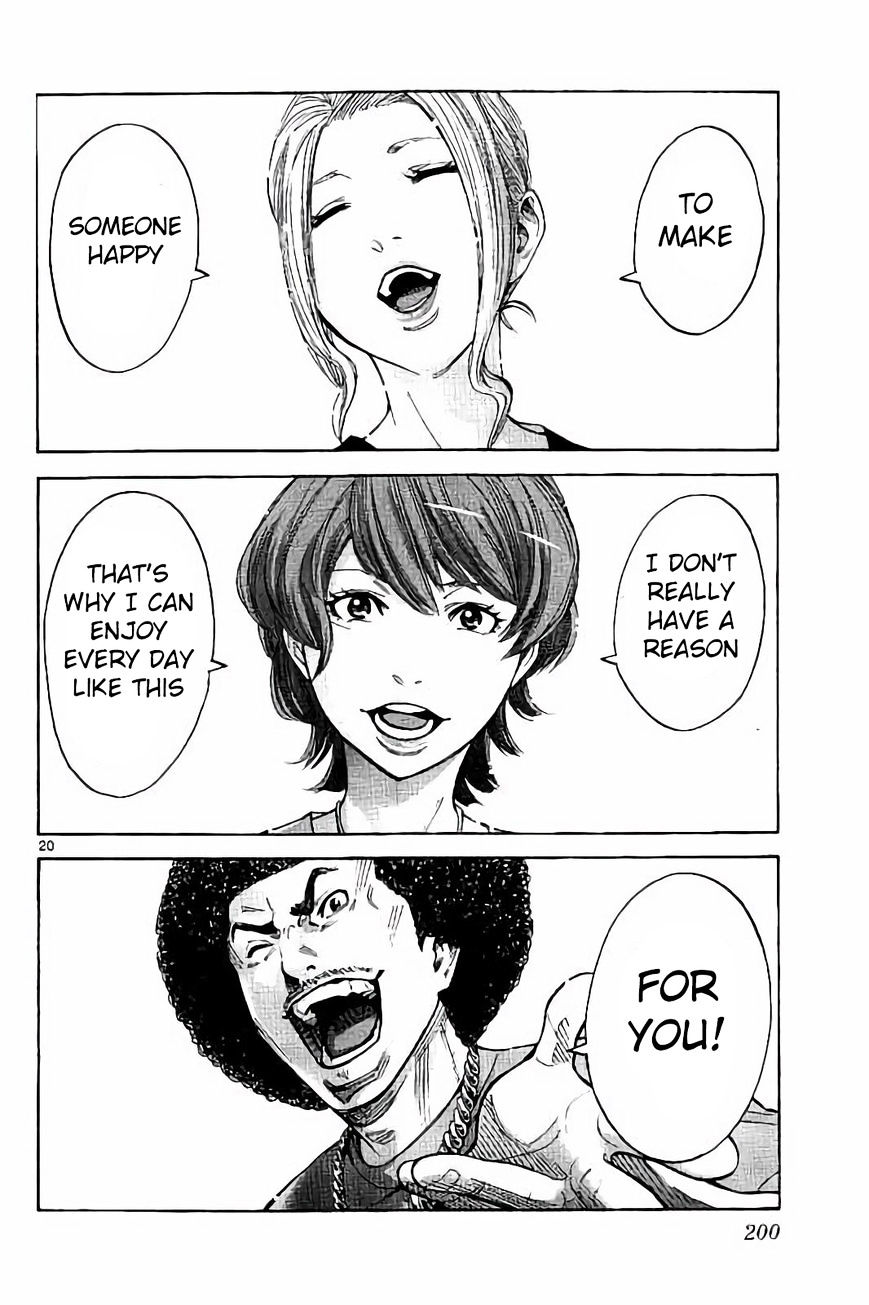 TO
MAKE
SOMEONE
HAPPY
I DON'T
REALLY
HAVE A
REASON
THAT'S
WHY I CAN
ENJOY
EVERY DAY
LIKE THIS
20
FOR
YOU!
200